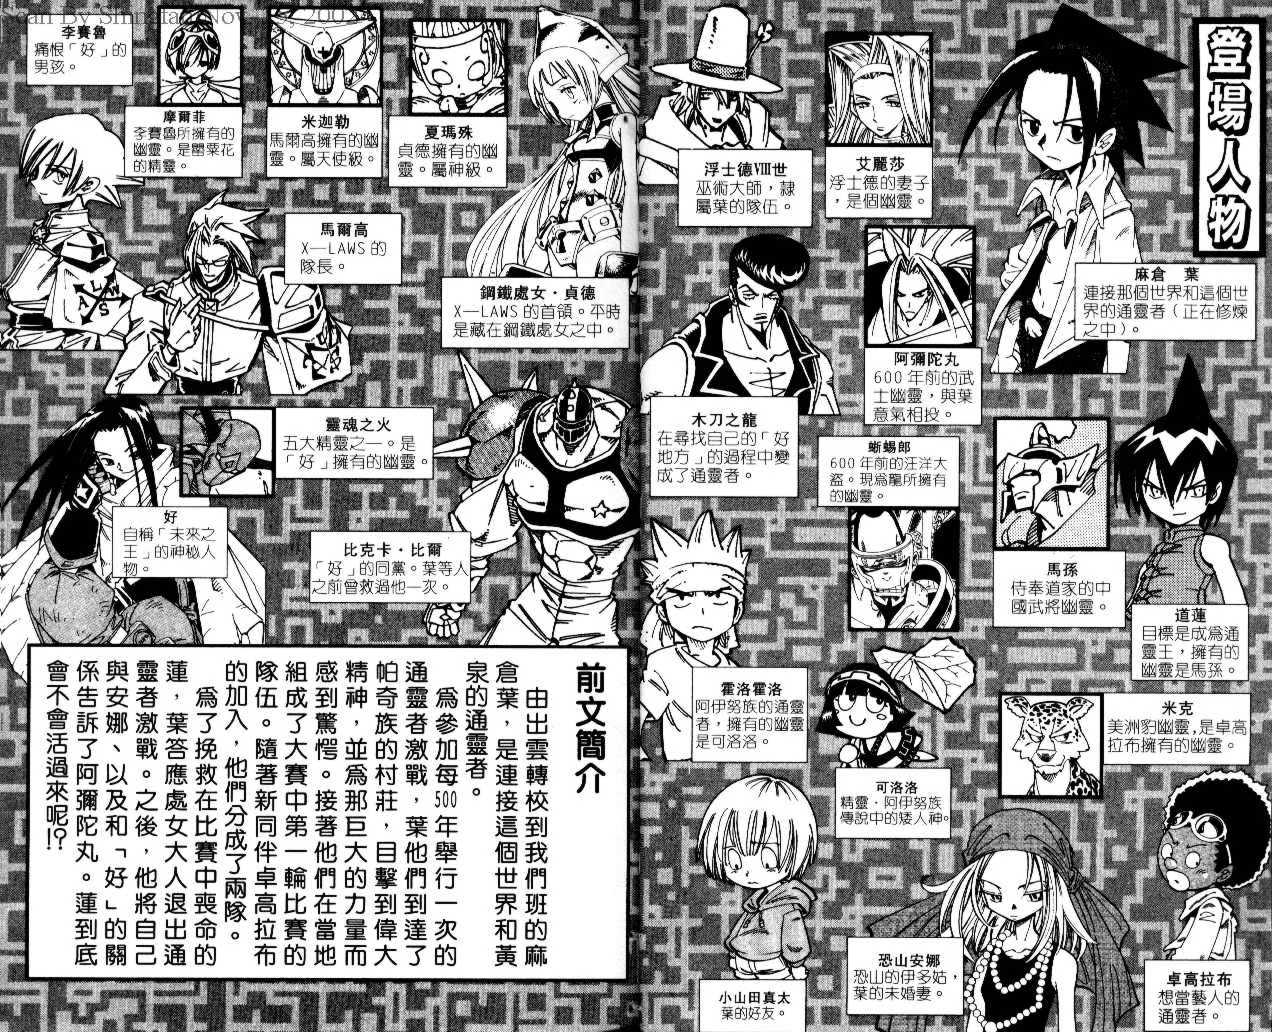 Scan By Shin
登場人物
麻倉 葉
連接那個世界和這個世
界的通靈者（正在修煉
之中）。
艾麗莎
浮士德的妻子
，是個幽靈。
浮士德VIII世
巫術大師，隸
屬葉的隊伍。
阿彌陀丸
600 年前的武
士幽靈，與葉
意氣相投。
木刀之龍
在尋找自己的「好
地方」的過程中變
成了通靈者。
蜥蜴郎
600 年前的汪洋大
盜。現爲龍所擁有
的幽靈。
道蓮
目標是成爲通
靈王，擁有的
幽靈是馬孫。
馬孫
侍奉道家的中
國武將幽靈。
霍洛霍洛
阿伊努族的通靈
者，擁有的幽靈
是可洛洛。
可洛洛
精靈‧阿伊努族
傳說中的矮人神。
米克
美洲豹幽靈,是卓高
拉布擁有的幽靈。
卓高拉布
想當藝人的
通靈者。
恐山安娜
恐山的伊多姑，
葉的未婚妻。
小山田真太
葉的好友。
鋼鐵處女‧貞德
X—LAWS 的首領。平時
是藏在鋼鐵處女之中。
夏瑪殊
貞德擁有的幽
靈。屬神級。
米迦勒
馬爾高擁有的幽
靈。屬天使級。
馬爾高
X—LAWS 的
隊長。
李賽魯
痛恨「好」的
男孩。
摩爾菲
李賽魯所擁有的
幽靈。是罌粟花
的精靈。
靈魂之火
五大精靈之一。是
「好」擁有的幽靈。
好
自稱「未來之
王」的神秘人
物。
比克卡‧比爾
「好」的同黨。葉等人
之前曾救過他一次。
前文簡介
由出雲轉校到我們班的麻
倉葉，是連接這個世界和黃
泉的通靈者。
爲參加每500年舉行一次的
通靈者激戰，葉他們到達了
帕奇族的村莊，目擊到偉大
精神，並爲那巨大的力量而
感到驚愕。接著他們在當地
組成了大賽中第一輪比賽的
隊伍。隨著新同伴卓高拉布
的加入，他們分成了兩隊。
爲了挽救在比賽中喪命的
蓮，葉答應處女大人退出通
靈者激戰。之後，他將自己
與安娜、以及和「好」的關
係告訴了阿彌陀丸。蓮到底
會不會活過來呢!?